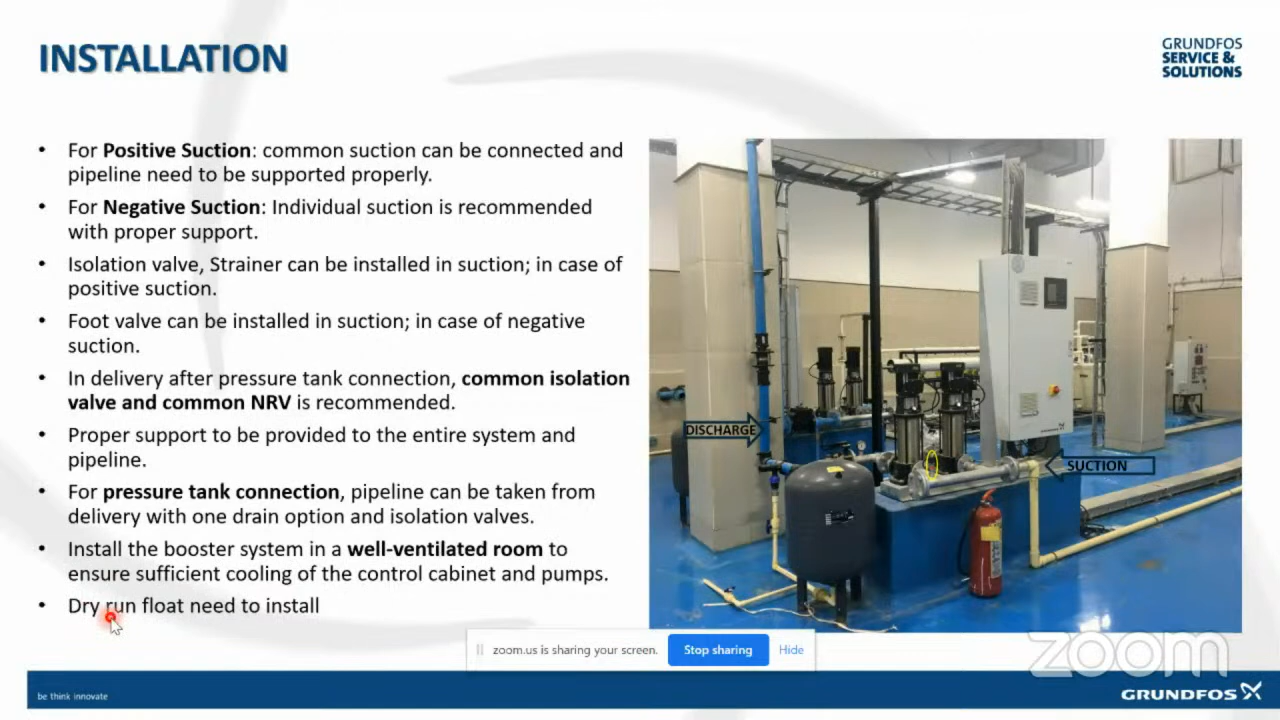 INSTALLATION
GRUNDFOS
SERVICE &
SOLUTIONS
• For Positive Suction: common suction can be connected and
pipeline need to be supported properly.
• For Negative Suction: Individual suction is recommended
with proper support.
• Isolation valve, Strainer can be installed in suction; in case of
positive suction.
• Foot valve can be installed in suction; in case of negative
suction.
• In delivery after pressure tank connection, common isolation
valve and common NRV is recommended.
• Proper support to be provided to the entire system and
pipeline.
• For pressure tank connection, pipeline can be taken from
delivery with one drain option and isolation valves.
• Install the booster system in a well-ventilated room to
ensure sufficient cooling of the control cabinet and pumps.
• Dry run float need to install
DISCHARGE
SUCTION
zoom.us is sharing your screen.
Stop sharing
Hide
zoom
be think innovate
GRUNDFOS